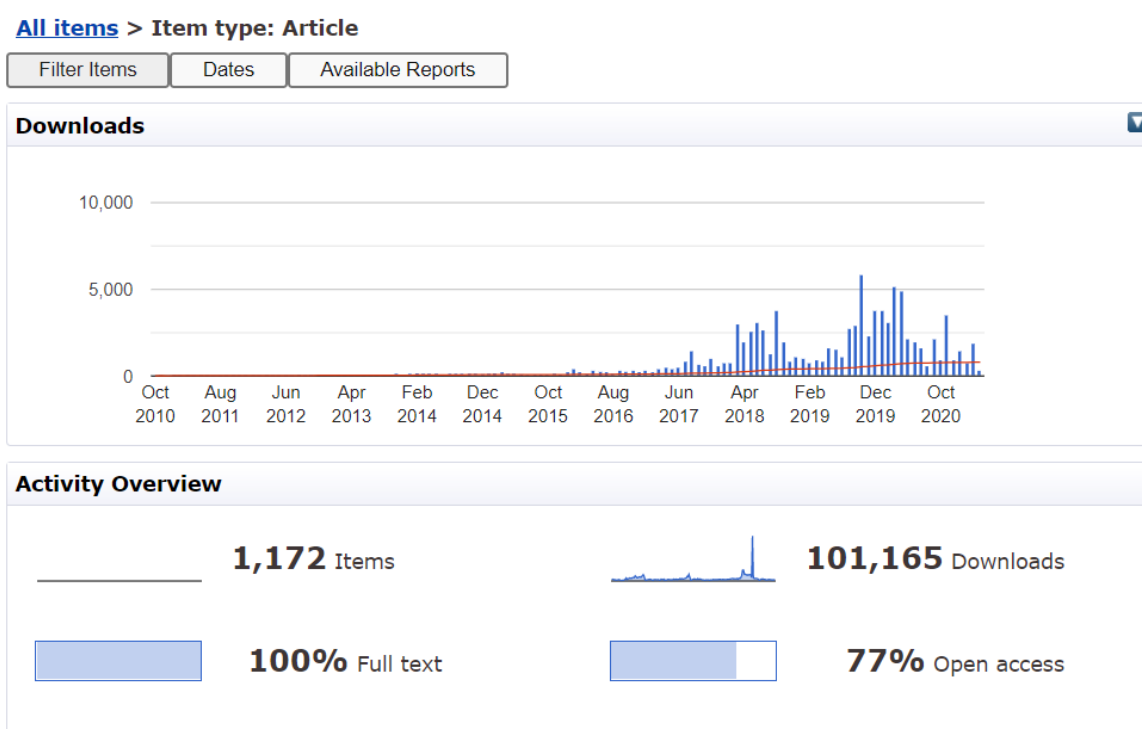 All items > Item type: Article
Filter Items Dates Available Reports
Downloads
10,000
5,000
0
Oct Aug Jun Apr Feb Dec Oct Aug Jun Apr Feb Dec Oct
2010 2011 2012 2013 2014 2014 2015 2016 2017 2018 2019 2019 2020
Activity Overview
1,172 Items 101,165 Downloads
100% Full text 77% Open access